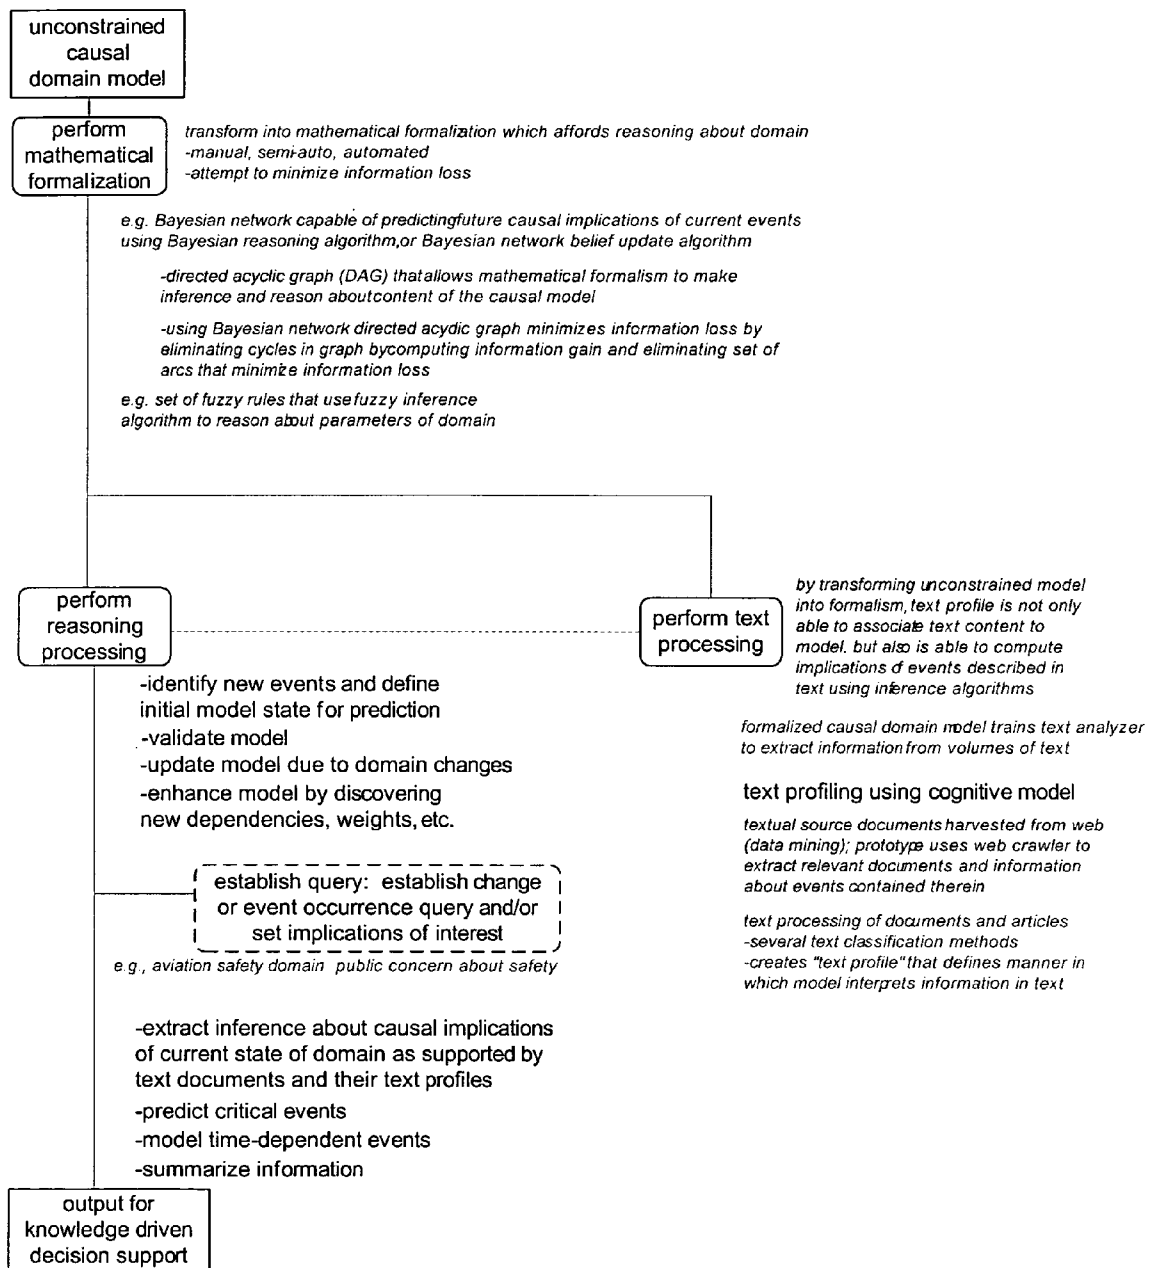 unconstrained
causal
domain model
perform
mathematical
formalization
transform into mathematical formalization which affords reasoning about domain
-manual, semi-auto, automated
-attempt to minimize information loss
e.g. Bayesian network capable of predictingfuture causal implications of current events
using Bayesian reasoning algorithm,or Bayesian network belief update algorithm
-directed acyclic graph (DAG) thatallows mathematical formalism to make
inference and reason aboutcontent of the causal model
-using Bayesian network directed acydic graph minimizes information loss by
eliminating cycles in graph bycomputing information gain and eliminating set of
arcs that minimize information loss
e.g. set of fuzzy rules that use fuzzy inference
algorithm to reason about parameters of domain
perform
reasoning
processing
perform text
processing
by transforming unconstrained model
into formalism, text profile is not only
able to associate text content to
model. but also is able to compute
implications of events described in
text using inference algorithms
-identify new events and define
initial model state for prediction
-validate model
-update model due to domain changes
-enhance model by discovering
new dependencies, weights, etc.
formalized causal domain model trains text analyzer
to extract information from volumes of text
text profiling using cognitive model
textual source documents harvested from web
(data mining); prototype uses web crawler to
extract relevant documents and information
about events contained therein
text processing of documents and articles
-several text classification methods
-creates "text profile" that defines manner in
which model interprets information in text
establish query: establish change
or event occurrence query and/or
set implications of interest
e.g., aviation safety domain public concern about safety
-extract inference about causal implications
of current state of domain as supported by
text documents and their text profiles
-predict critical events
-model time-dependent events
-summarize information
output for
knowledge driven
decision support